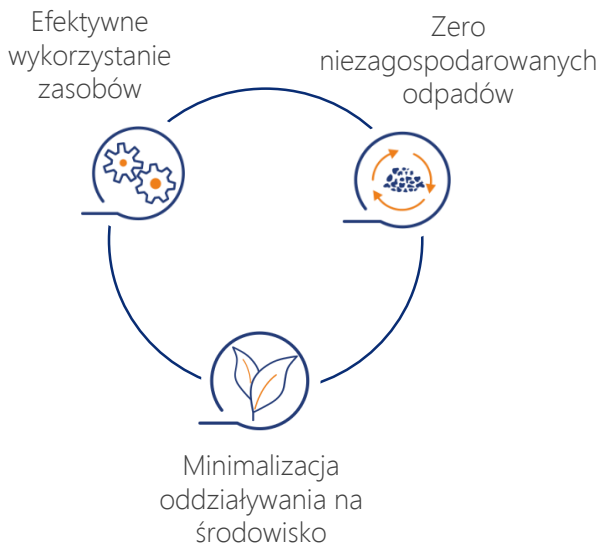 Efektywne
wykorzystanie
zasobów
Zero
niezagospodarowanych
odpadów
Minimalizacja
oddziaływania na
środowisko